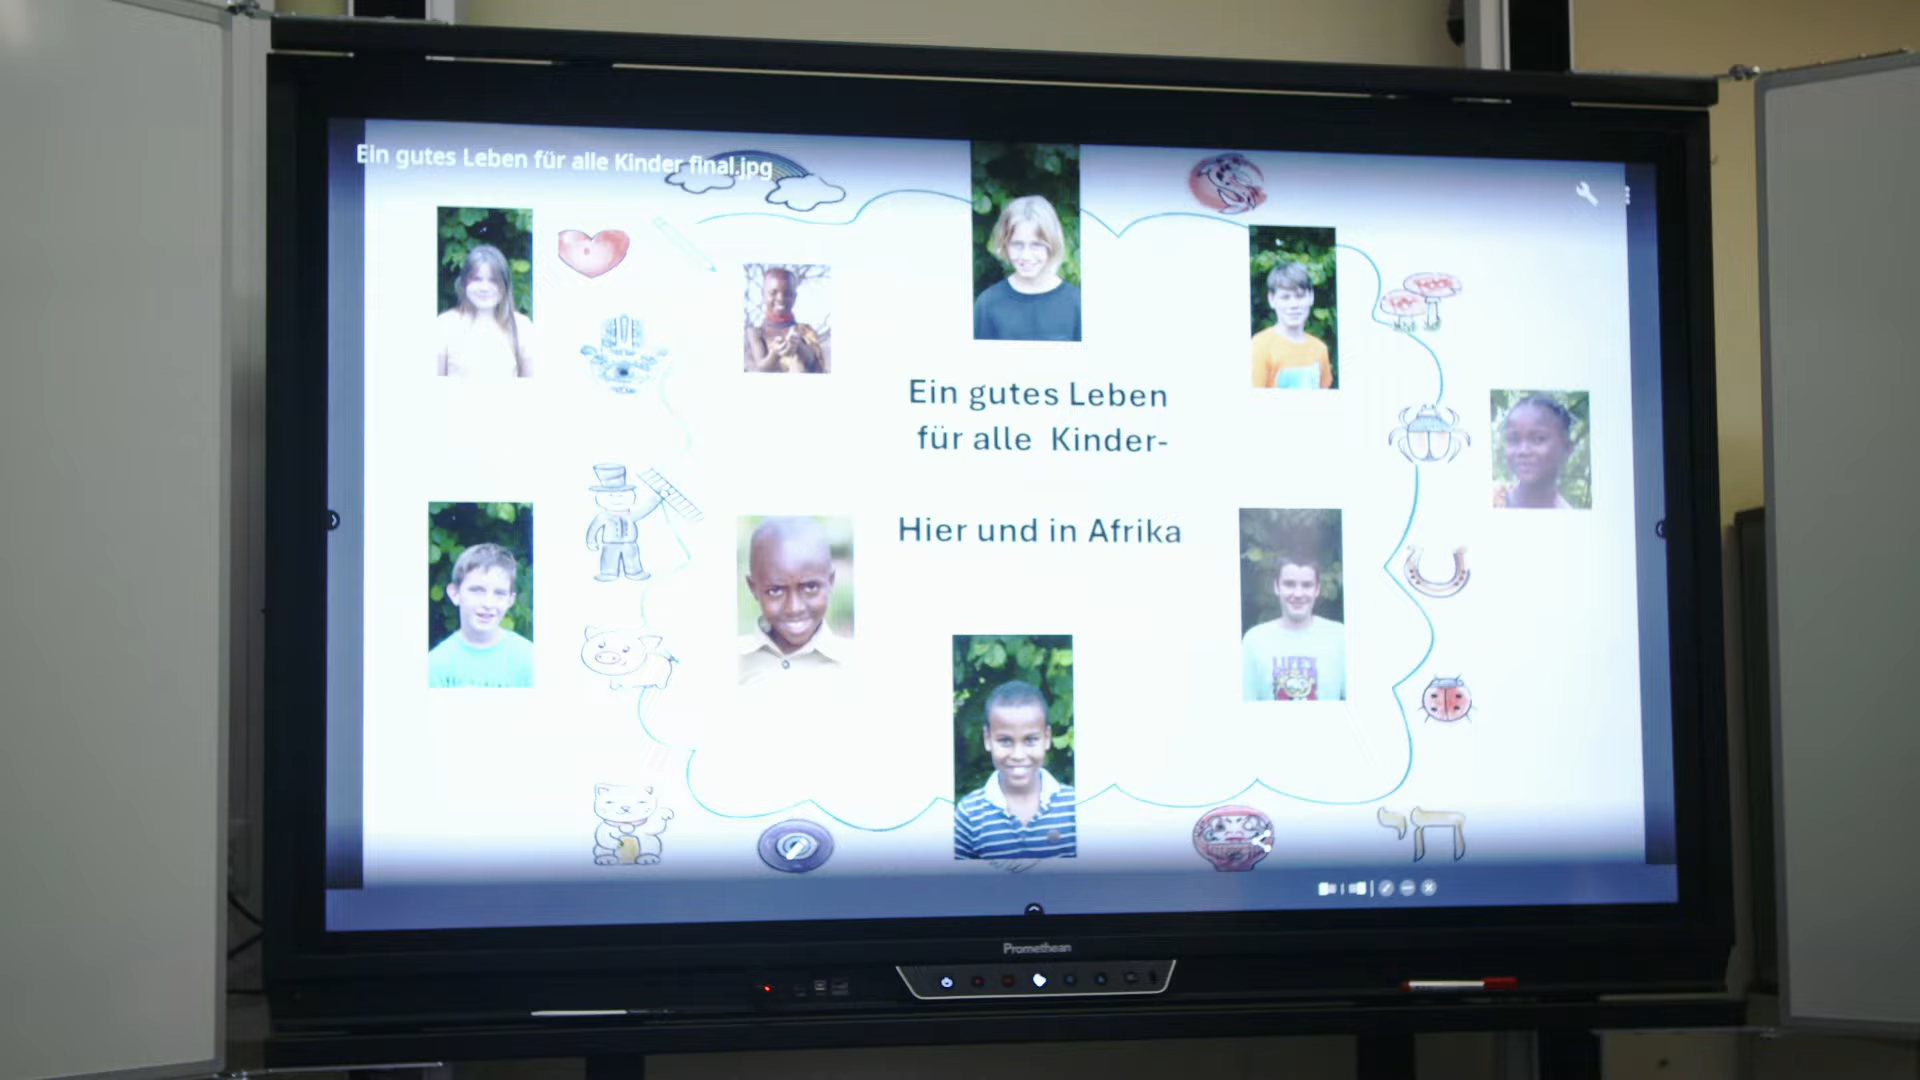 Ein gutes Leben für alle Kinder final.jpg
Ein gutes Leben
für alle Kinder-
Hier und in Afrika
LIFE'S
חי
Promethean